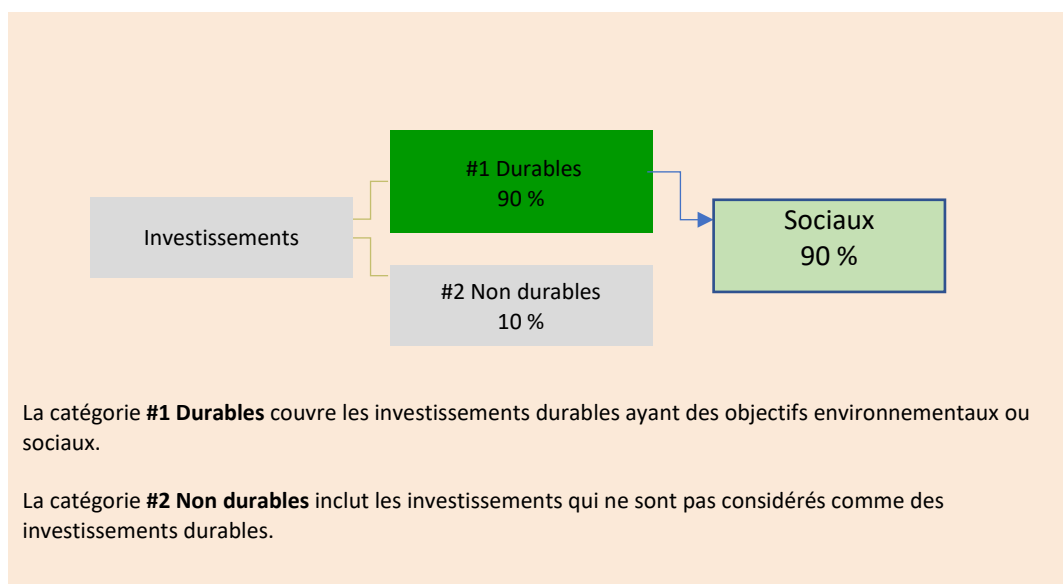 #1 Durables
90 %
Investissements
Sociaux
90 %
#2 Non durables
10 %
La catégorie #1 Durables couvre les investissements durables ayant des objectifs environnementaux ou
sociaux.
La catégorie #2 Non durables inclut les investissements qui ne sont pas considérés comme des
investissements durables.